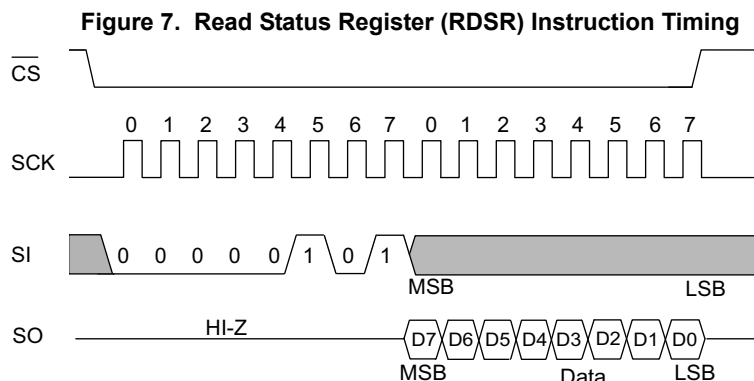 Figure 7. Read Status Register (RDSR) Instruction Timing
CS
0 1 2 3 4 5 6 7 0 1 2 3 4 5 6 7
SCK
SI 0 0 0 0 0 1 0 1
MSB LSB
HI-Z
SO D7 D6 D5 D4 D3 D2 D1 D0
MSB Data LSB